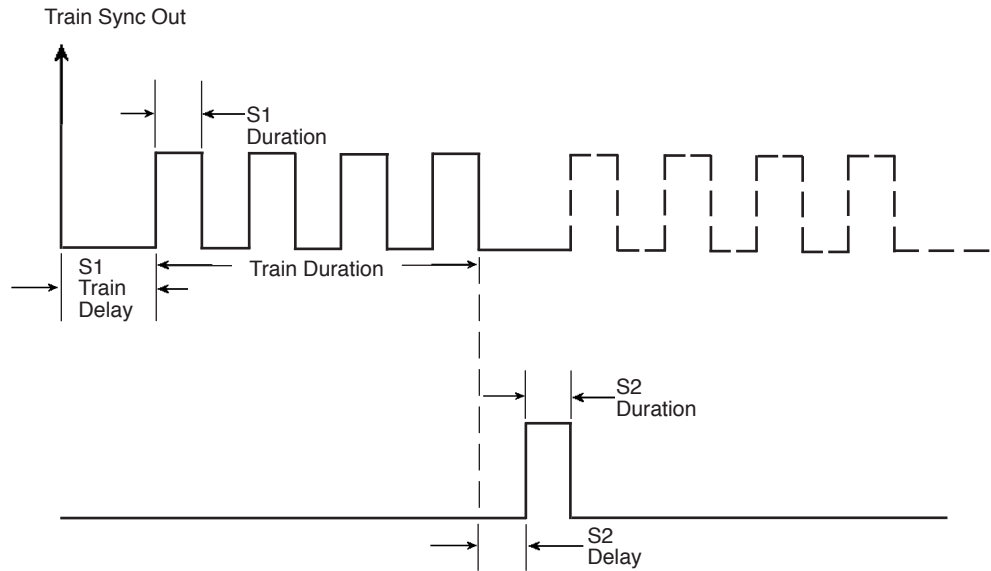 Train Sync Out
S1
Duration
S1
Train
Delay
Train Duration
S2
Duration
S2
Delay